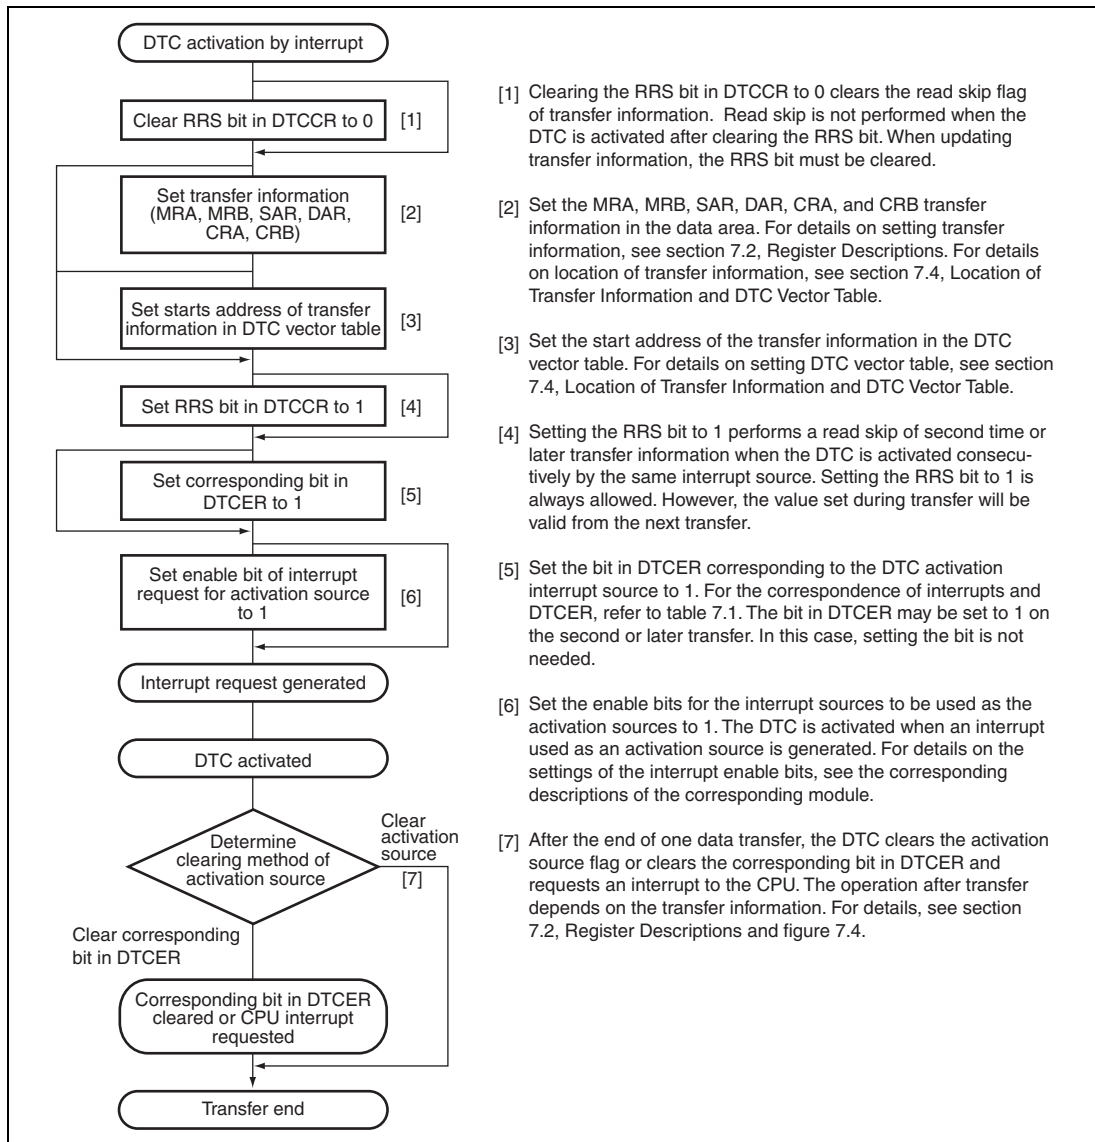 DTC activation by interrupt
Clear RRS bit in DTCCR to 0
[1]
Set transfer information
(MRA, MRB, SAR, DAR,
CRA, CRB)
[2]
Set starts address of transfer
information in DTC vector table
[3]
Set RRS bit in DTCCR to 1
[4]
Set corresponding bit in
DTCER to 1
[5]
Set enable bit of interrupt
request for activation source
to 1
[6]
Interrupt request generated
DTC activated
Determine
clearing method of
activation source
Clear
activation
source
[7]
Clear corresponding
bit in DTCER
Corresponding bit in DTCER
cleared or CPU interrupt
requested
Transfer end
[1] Clearing the RRS bit in DTCCR to 0 clears the read skip flag
of transfer information. Read skip is not performed when the
DTC is activated after clearing the RRS bit. When updating
transfer information, the RRS bit must be cleared.
[2] Set the MRA, MRB, SAR, DAR, CRA, and CRB transfer
information in the data area. For details on setting transfer
information, see section 7.2, Register Descriptions. For details
on location of transfer information, see section 7.4, Location of
Transfer Information and DTC Vector Table.
[3] Set the start address of the transfer information in the DTC
vector table. For details on setting DTC vector table, see section
7.4, Location of Transfer Information and DTC Vector Table.
[4] Setting the RRS bit to 1 performs a read skip of second time or
later transfer information when the DTC is activated consecu-
tively by the same interrupt source. Setting the RRS bit to 1 is
always allowed. However, the value set during transfer will be
valid from the next transfer.
[5] Set the bit in DTCER corresponding to the DTC activation
interrupt source to 1. For the correspondence of interrupts and
DTCER, refer to table 7.1. The bit in DTCER may be set to 1 on
the second or later transfer. In this case, setting the bit is not
needed.
[6] Set the enable bits for the interrupt sources to be used as the
activation sources to 1. The DTC is activated when an interrupt
used as an activation source is generated. For details on the
settings of the interrupt enable bits, see the corresponding
descriptions of the corresponding module.
[7] After the end of one data transfer, the DTC clears the activation
source flag or clears the corresponding bit in DTCER and
requests an interrupt to the CPU. The operation after transfer
depends on the transfer information. For details, see section
7.2, Register Descriptions and figure 7.4.